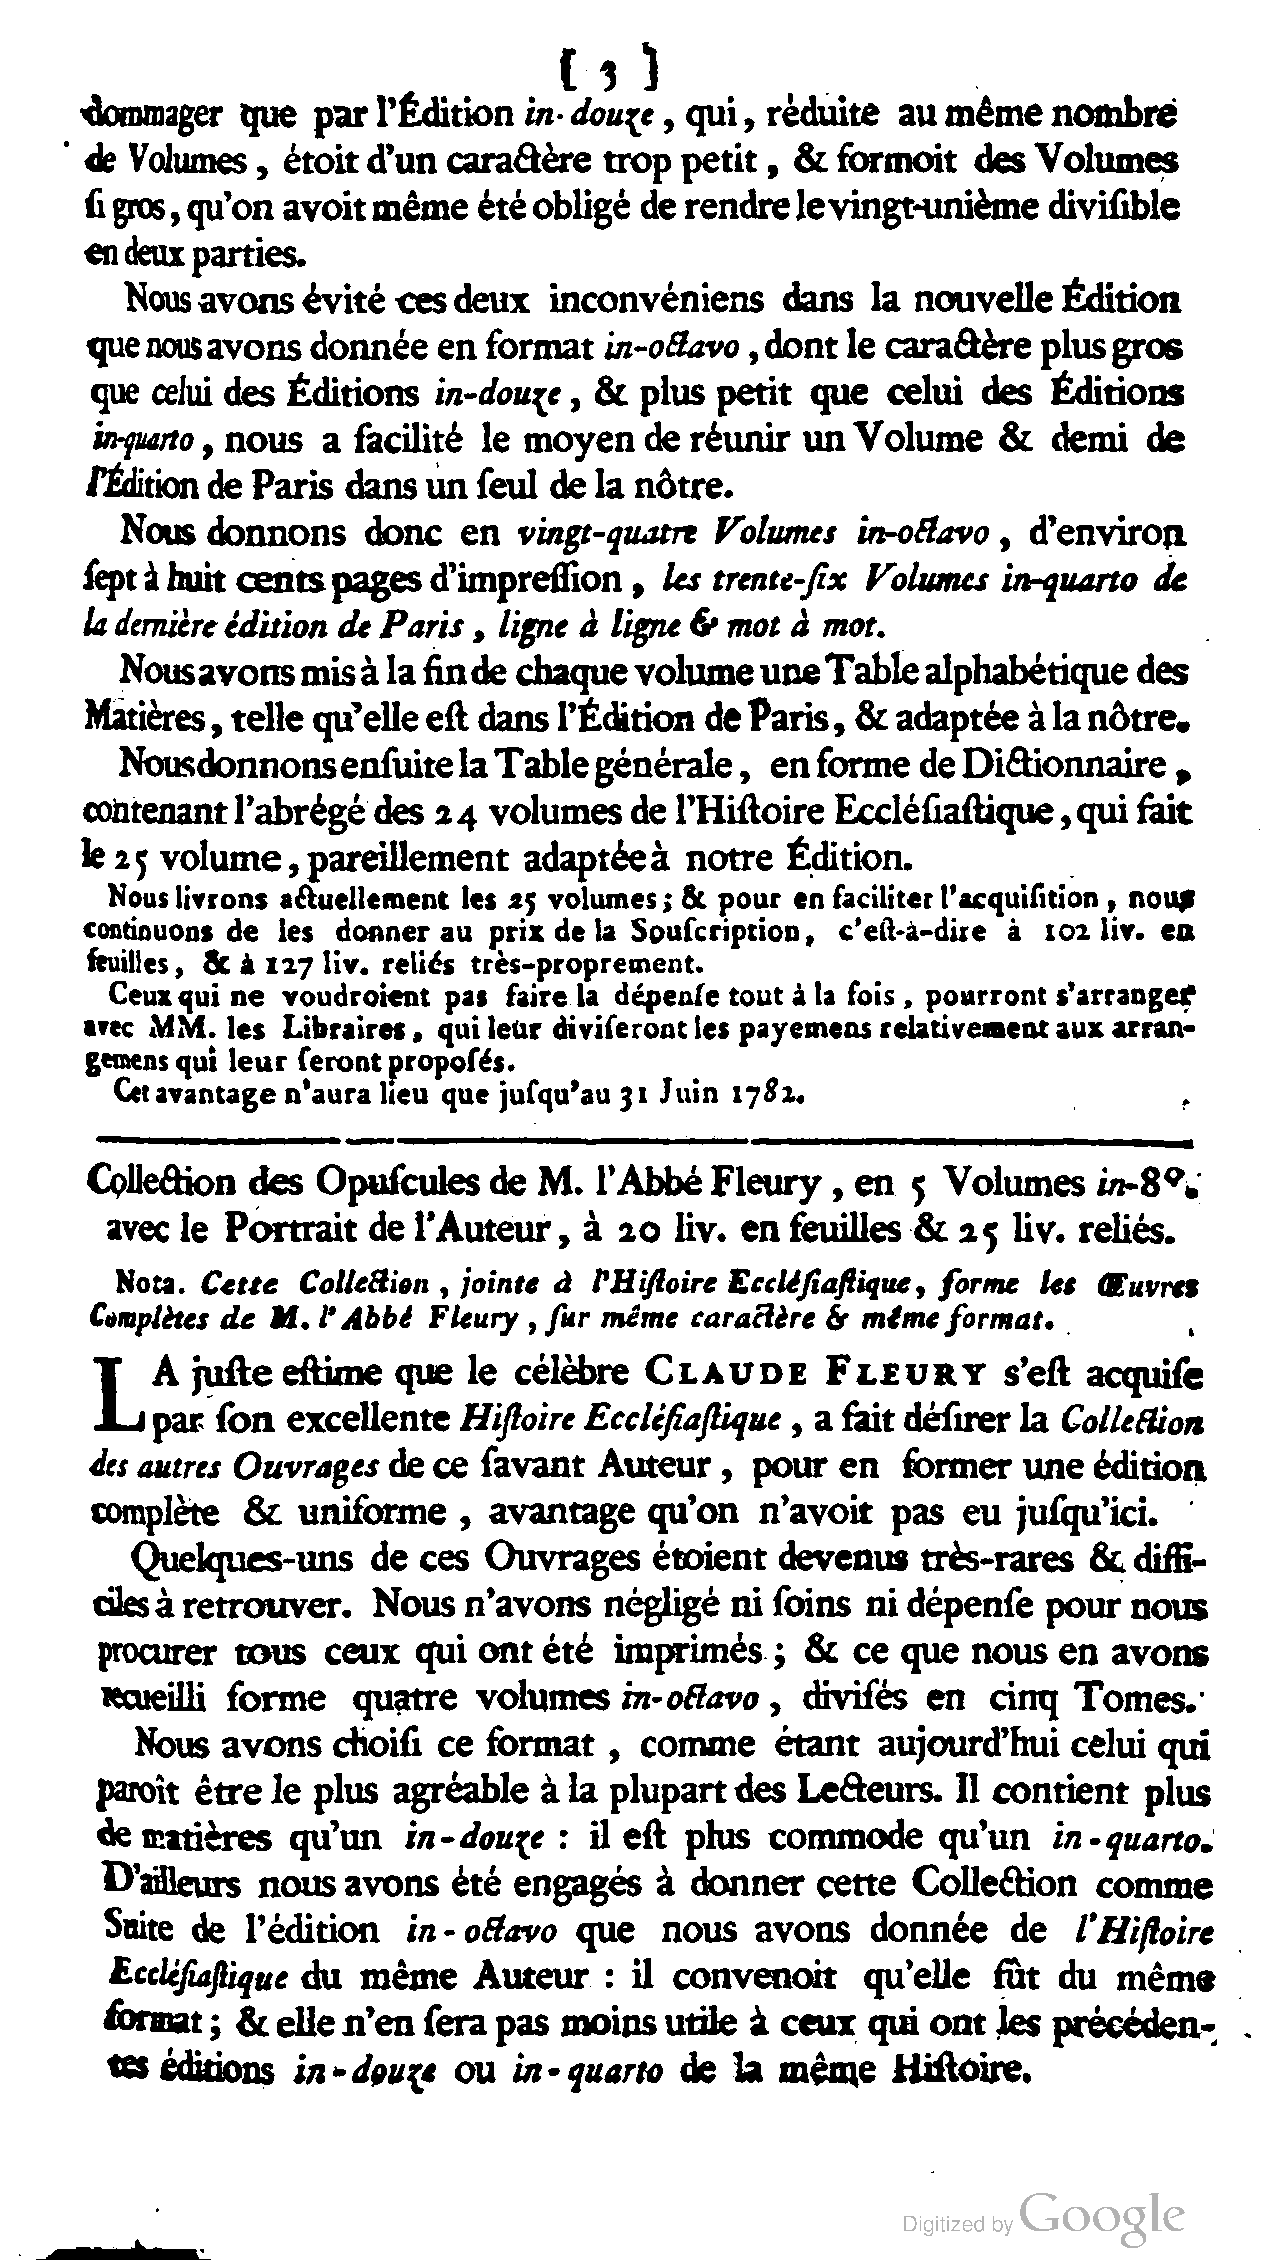 [ 3 ]
dommager que par l'Édition in-douze, qui, réduite au même nombre
de Volumes, étoit d'un caractère trop petit, & formoit des Volumes
ſi gros, qu'on avoit même été obligé de rendre le vingt-unième diviſible
en deux parties.
Nous avons évité ces deux inconvéniens dans la nouvelle Édition
que nous avons donnée en format in-octavo, dont le caractère plus gros
que celui des Éditions in-douze, & plus petit que celui des Éditions
in-quarto, nous a facilité le moyen de réunir un Volume & demi de
l'Édition de Paris dans un ſeul de la nôtre.
Nous donnons donc en vingt-quatre Volumes in-octavo, d'environ
ſept à huit cents pages d'impreſſion, les trente-ſix Volumes in-quarto de
la dernière édition de Paris, ligne à ligne & mot à mot.
Nous avons mis à la fin de chaque volume une Table alphabétique des
Matières, telle qu'elle eſt dans l'Édition de Paris, & adaptée à la nôtre.
Nous donnons enſuite la Table générale, en forme de Dictionnaire,
contenant l'abrégé des 24 volumes de l'Hiſtoire Eccléſiaſtique, qui fait
le 25 volume, pareillement adaptée à notre Édition.
Nous livrons actuellement les 25 volumes; & pour en faciliter l'acquiſition, nous
continuons de les donner au prix de la Souſcription, c'eſt-à-dire à 102 liv. en
feuilles, & à 127 liv. reliés très-proprement.
Ceux qui ne voudroient pas faire la dépenſe tout à la fois, pourront s'arranger
avec MM. les Libraires, qui leur diviſeront les payemens relativement aux arran-
gemens qui leur ſeront propoſés.
Cet avantage n'aura lieu que juſqu'au 31 Juin 1782.
Collection des Opuſcules de M. l'Abbé Fleury, en 5 Volumes in-8°.
avec le Portrait de l'Auteur, à 20 liv. en feuilles & 25 liv. reliés.
Nota. Cette Collection, jointe à l'Hiſtoire Eccléſiaſtique, forme les Œuvres
Complètes de M. l'Abbé Fleury, ſur même caractère & même format.
LA juſte eſtime que le célèbre CLAUDE FLEURY s'eſt acquiſe
par ſon excellente Hiſtoire Eccléſiaſtique, a fait déſirer la Collection
des autres Ouvrages de ce ſavant Auteur, pour en former une édition
complète & uniforme, avantage qu'on n'avoit pas eu juſqu'ici.
Quelques-uns de ces Ouvrages étoient devenus très-rares & diffi-
ciles à retrouver. Nous n'avons négligé ni ſoins ni dépenſe pour nous
procurer tous ceux qui ont été imprimés; & ce que nous en avons
recueilli forme quatre volumes in-octavo, diviſés en cinq Tomes.
Nous avons choiſi ce format, comme étant aujourd'hui celui qui
paroît être le plus agréable à la plupart des Lecteurs. Il contient plus
de matières qu'un in-douze : il eſt plus commode qu'un in-quarto.
D'ailleurs nous avons été engagés à donner cette Collection comme
Suite de l'édition in-octavo que nous avons donnée de l'Hiſtoire
Eccléſiaſtique du même Auteur : il convenoit qu'elle fût du même
format; & elle n'en ſera pas moins utile à ceux qui ont les précéden-
tes éditions in-douze ou in-quarto de la même Hiſtoire.
Digitized by Google